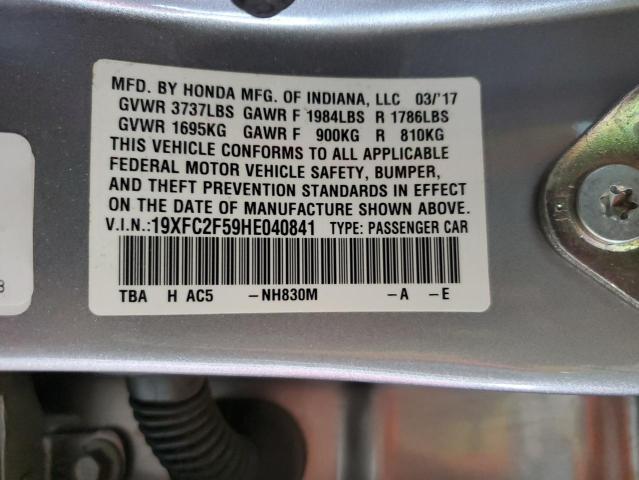 MFD. BY HONDA MFG. OF INDIANA, LLC 03/'17
GVWR 3737LBS GAWR F 1984LBS R 1786LBS
GVWR 1695KG GAWR F 900KG R 810KG
THIS VEHICLE CONFORMS TO ALL APPLICABLE
FEDERAL MOTOR VEHICLE SAFETY, BUMPER,
AND THEFT PREVENTION STANDARDS IN EFFECT
ON THE DATE OF MANUFACTURE SHOWN ABOVE.
V.I.N.:19XFC2F59HE040841 TYPE: PASSENGER CAR
TBA H AC5 -NH830M -A -E